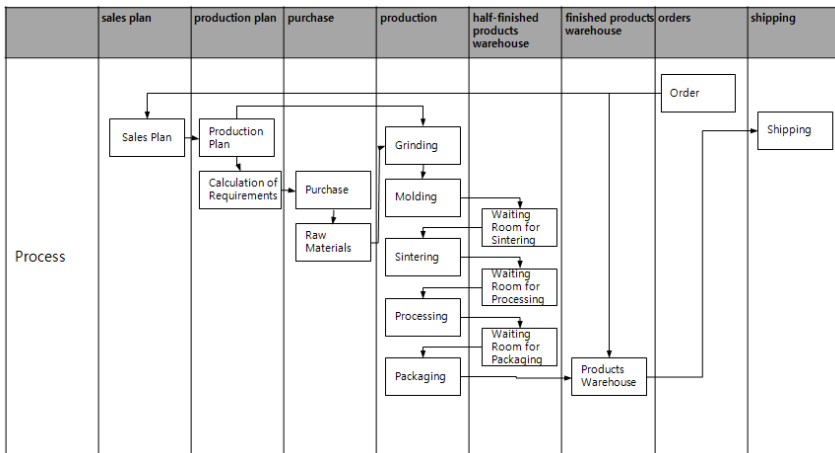 sales plan
production plan
purchase
production
half-finished
products
warehouse
finished products
warehouse
orders
shipping
Process
Order
Sales Plan
Production
Plan
Grinding
Shipping
Calculation of
Requirements
Purchase
Molding
Raw
Materials
Waiting
Room for
Sintering
Sintering
Waiting
Room for
Processing
Processing
Waiting
Room for
Packaging
Packaging
Products
Warehouse